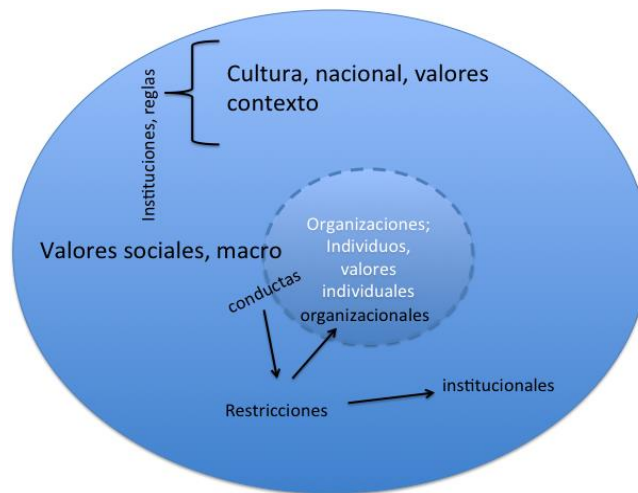 Cultura, nacional, valores
contexto
Instituciones, reglas
Valores sociales, macro
Organizaciones;
Individuos,
valores
individuales
organizacionales
conductas
Restricciones
institucionales